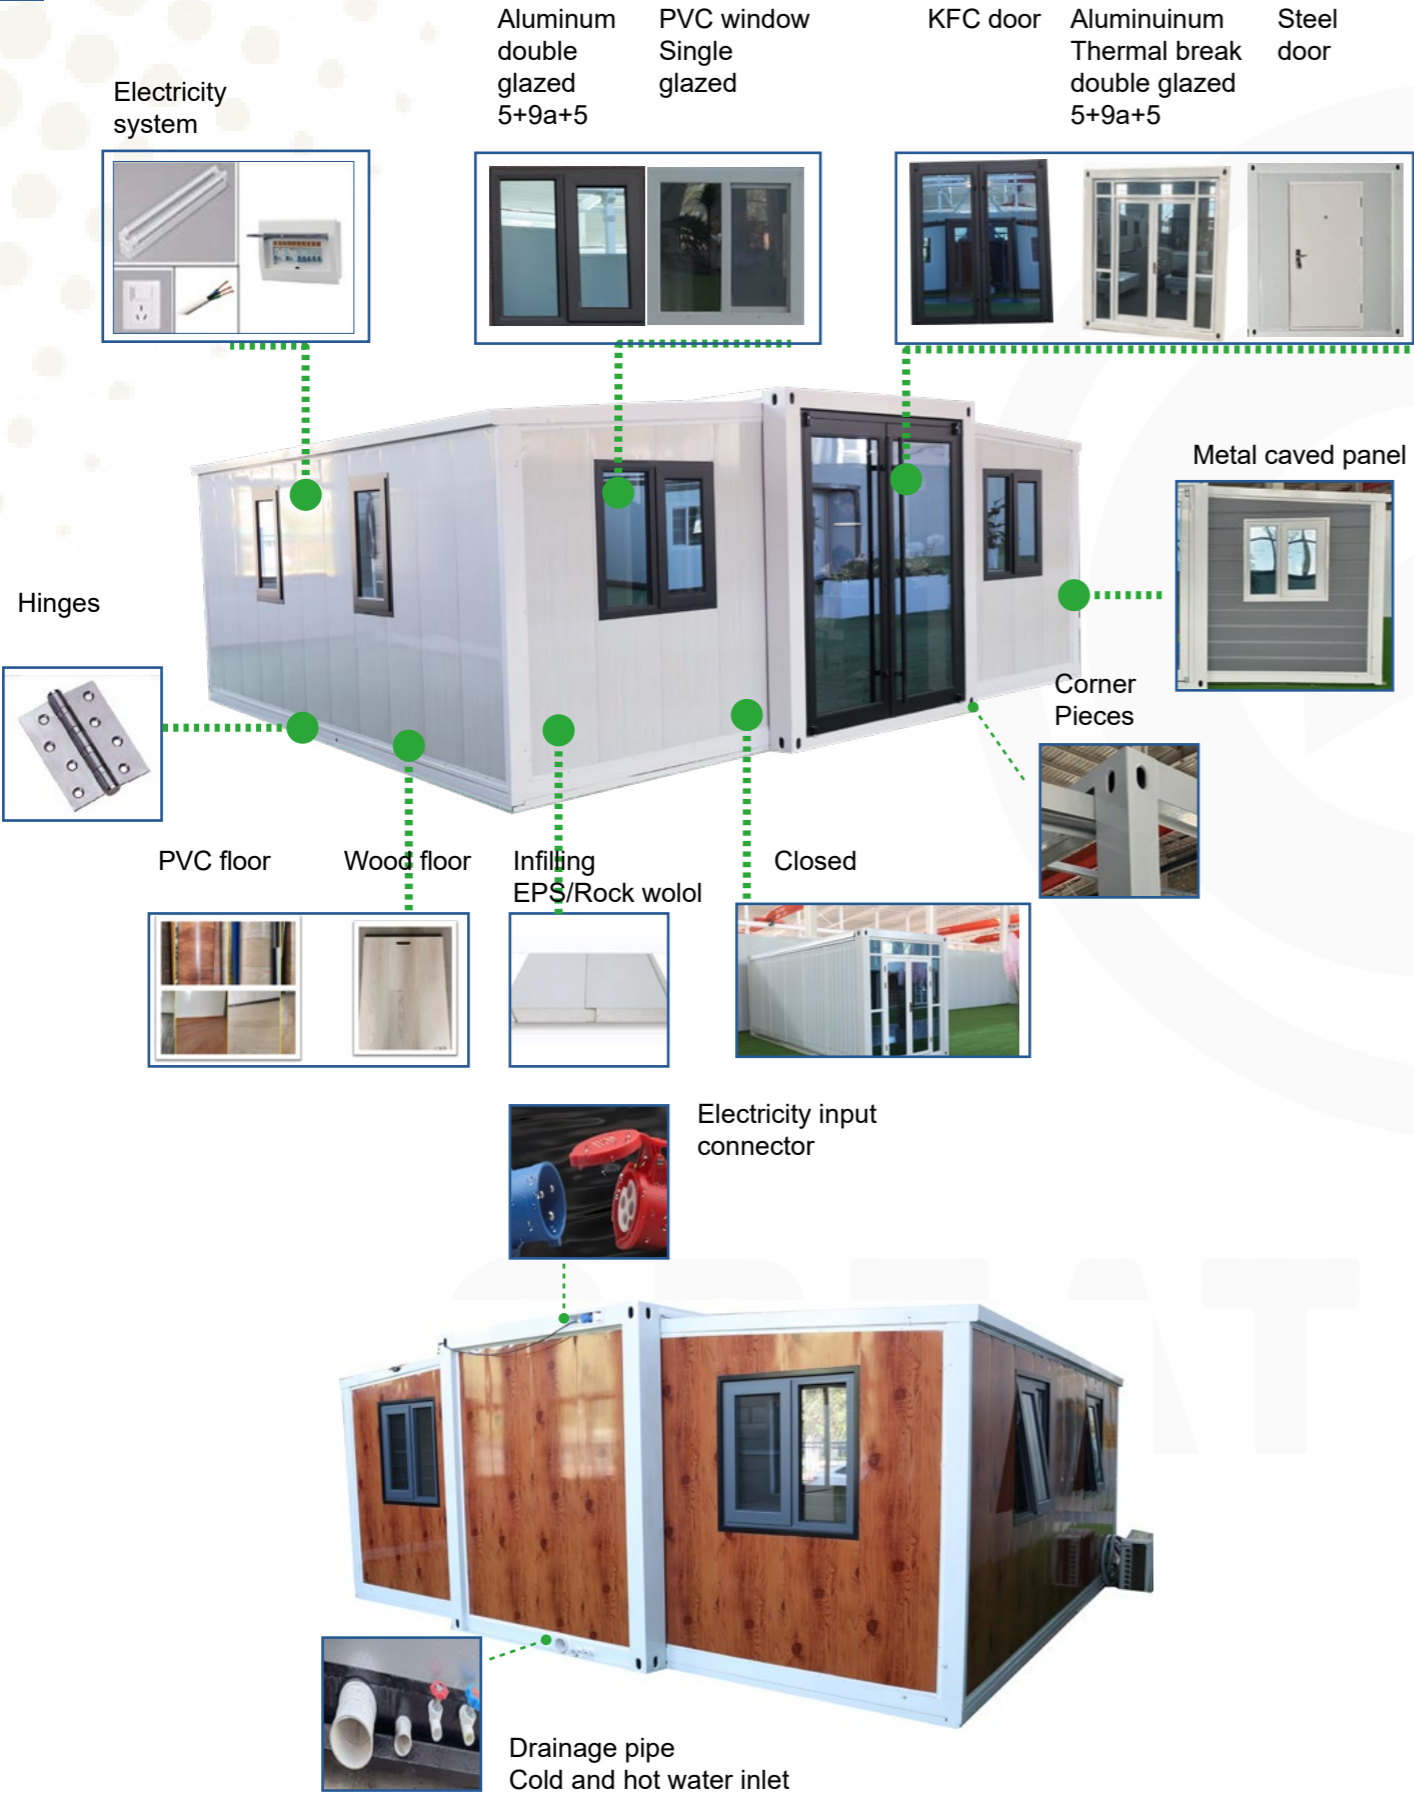 Aluminum
double
glazed
5+9a+5
PVC window
Single
glazed
KFC door
Aluminuinum
Thermal break
double glazed
5+9a+5
Steel
door
Electricity
system
Metal caved panel
Hinges
Corner
Pieces
PVC floor
Wood floor
Infilling
EPS/Rock wolol
Closed
Electricity input
connector
Drainage pipe
Cold and hot water inlet